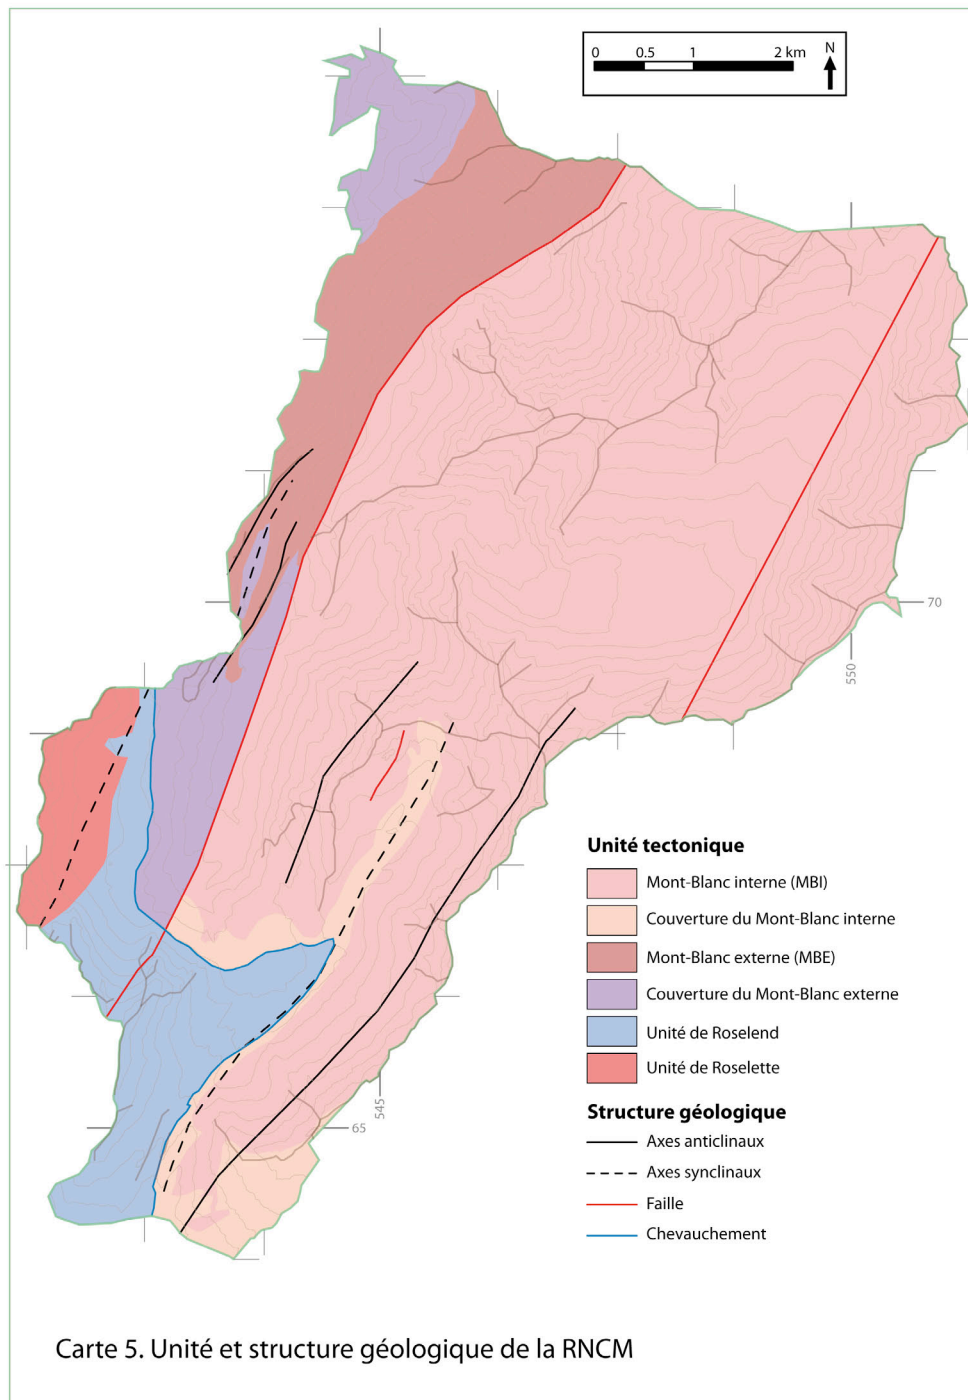 0 0.5 1 2 km
N
70
550
545
65
Unité tectonique
Mont-Blanc interne (MBI)
Couverture du Mont-Blanc interne
Mont-Blanc externe (MBE)
Couverture du Mont-Blanc externe
Unité de Roselend
Unité de Roselette
Structure géologique
Axes anticlinaux
Axes synclinaux
Faille
Chevauchement
Carte 5. Unité et structure géologique de la RNCM